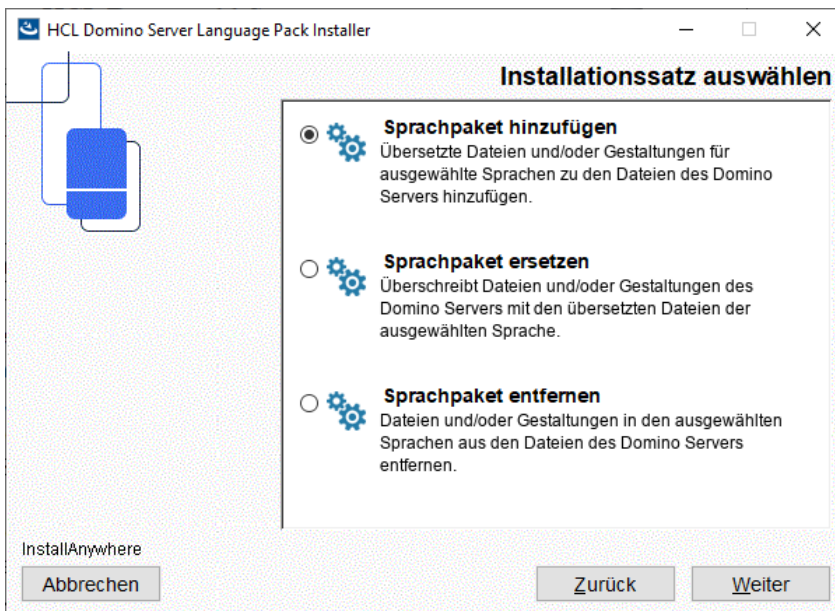 HCL Domino Server Language Pack Installer
Installationssatz auswählen
Sprachpaket hinzufügen
Übersetzte Dateien und/oder Gestaltungen für
ausgewählte Sprachen zu den Dateien des Domino
Servers hinzufügen.
Sprachpaket ersetzen
Überschreibt Dateien und/oder Gestaltungen des
Domino Servers mit den übersetzten Dateien der
ausgewählten Sprache.
Sprachpaket entfernen
Dateien und/oder Gestaltungen in den ausgewählten
Sprachen aus den Dateien des Domino Servers
entfernen.
InstallAnywhere
Abbrechen
Zurück
Weiter